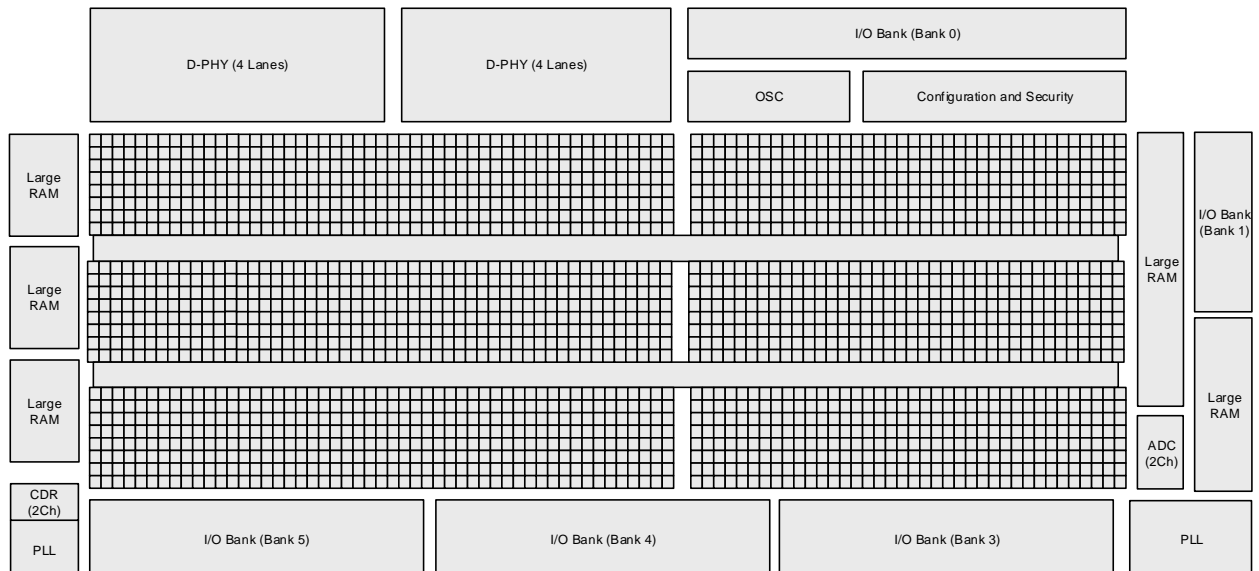 D-PHY (4 Lanes)
D-PHY (4 Lanes)
I/O Bank (Bank 0)
OSC
Configuration and Security
Large
RAM
Large
RAM
Large
RAM
Large
RAM
I/O Bank
(Bank 1)
Large
RAM
ADC
(2Ch)
CDR
(2Ch)
PLL
I/O Bank (Bank 5)
I/O Bank (Bank 4)
I/O Bank (Bank 3)
PLL